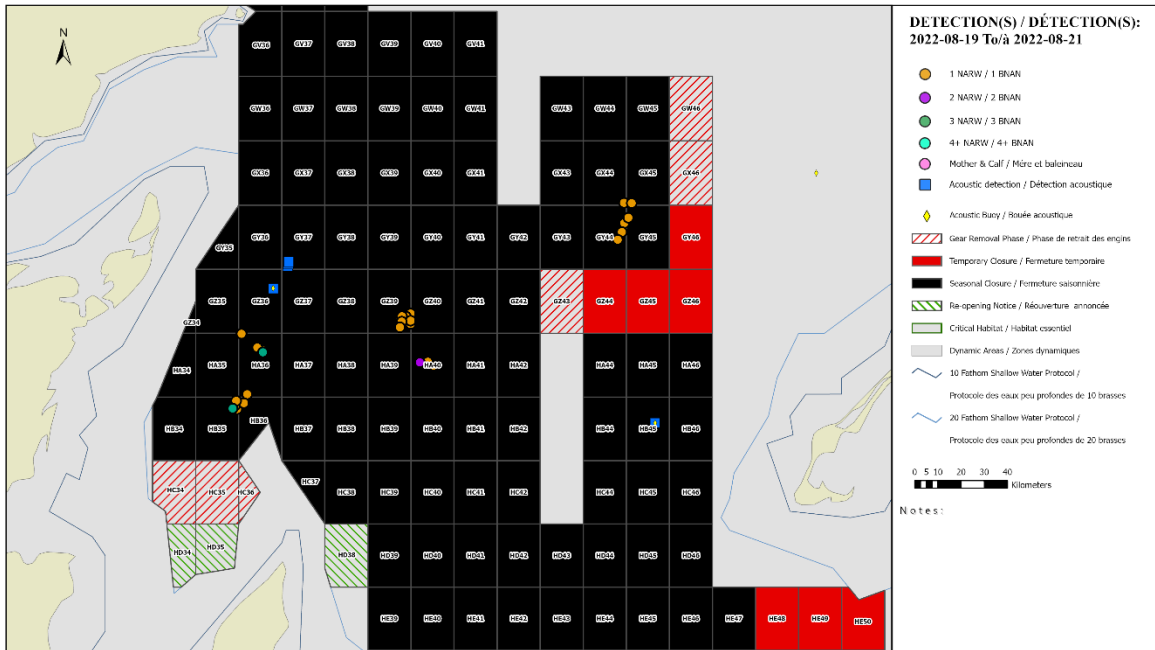 DETECTION(S) / DÉTECTION(S):
2022-08-19 To/à 2022-08-21
N
GV36 GV37 GV38 GV39 GV40 GV41
GW36 GW37 GW38 GW39 GW40 GW41 GW43 GW44 GW45 GW46
GX36 GX37 GX38 GX39 GX40 GX41 GX43 GX44 GX45 GX46
GY35 GY36 GY37 GY38 GY39 GY40 GY41 GY42 GY43 GY44 GY45 GY46
GZ34 GZ35 GZ36 GZ37 GZ38 GZ39 GZ40 GZ41 GZ42 GZ43 GZ44 GZ45 GZ46
HA34 HA35 HA36 HA37 HA38 HA39 HA40 HA41 HA42 HA44 HA45 HA46
HB34 HB35 HB36 HB37 HB38 HB39 HB40 HB41 HB42 HB44 HB45 HB46
HC34 HC35 HC36 HC37 HC38 HC39 HC40 HC41 HC42 HC44 HC45 HC46
HD34 HD35 HD38 HD39 HD40 HD41 HD42 HD43 HD44 HD45 HD46
HE39 HE40 HE41 HE42 HE43 HE44 HE45 HE46 HE47 HE48 HE49 HE50
1 NARW / 1 BNAN
2 NARW / 2 BNAN
3 NARW / 3 BNAN
4+ NARW / 4+ BNAN
Mother & Calf / Mère et baleineau
Acoustic detection / Détection acoustique
Acoustic Buoy / Bouée acoustique
Gear Removal Phase / Phase de retrait des engins
Temporary Closure / Fermeture temporaire
Seasonal Closure / Fermeture saisonnière
Re-opening Notice / Réouverture annoncée
Critical Habitat / Habitat essentiel
Dynamic Areas / Zones dynamiques
10 Fathom Shallow Water Protocol /
Protocole des eaux peu profondes de 10 brasses
20 Fathom Shallow Water Protocol /
Protocole des eaux peu profondes de 20 brasses
0 5 10 20 30 40
Kilometers
Notes: